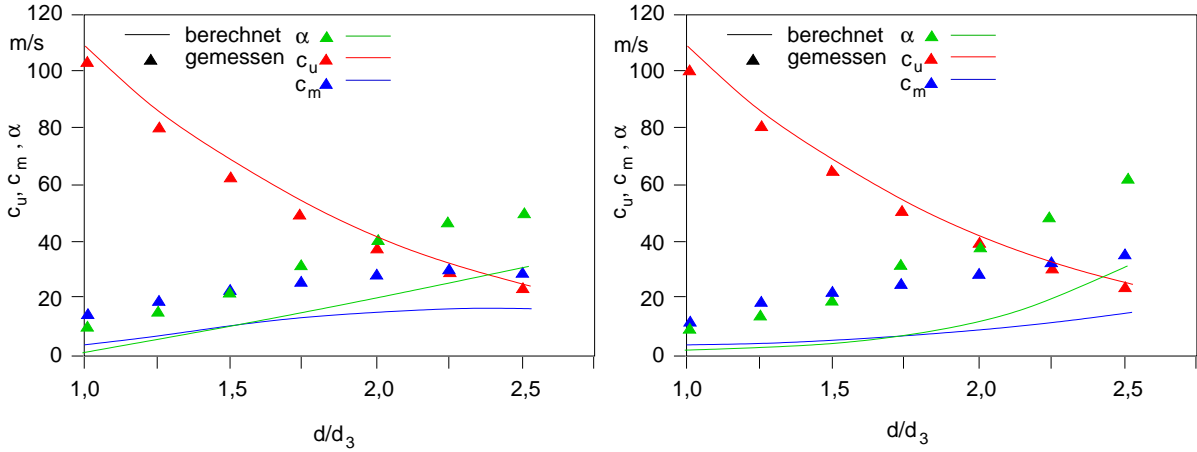 120
m/s
100
80
60
40
20
0
c_u, c_m, α
berechnet
gemessen
α
c_u
c_m
1,0 1,5 2,0 2,5
d/d_3
120
m/s
100
80
60
40
20
0
c_u, c_m, α
berechnet
gemessen
α
c_u
c_m
1,0 1,5 2,0 2,5
d/d_3